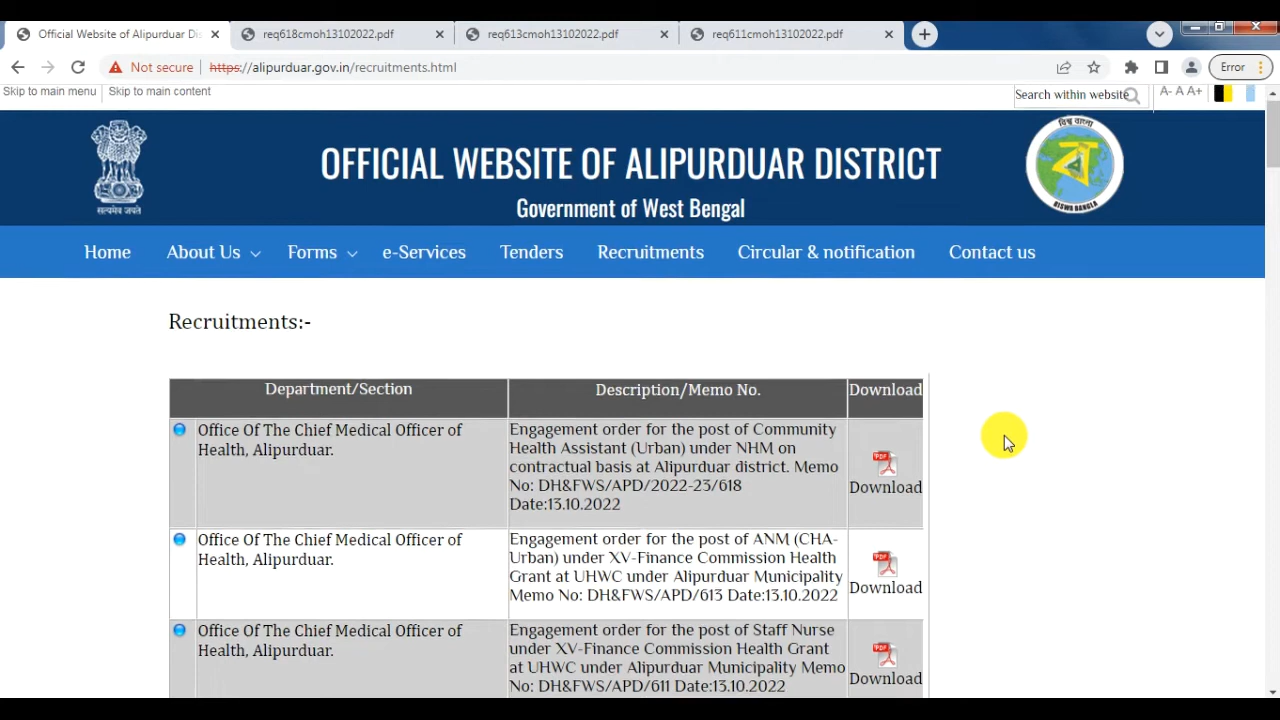 Official Website of Alipurduar Dis
req618cmoh13102022.pdf
req613cmoh13102022.pdf
req611cmoh13102022.pdf
Not secure
https://alipurduar.gov.in/recruitments.html
Error
Skip to main menu
Skip to main content
Search within website
A- A A+
OFFICIAL WEBSITE OF ALIPURDUAR DISTRICT
Government of West Bengal
सत्यमेव जयते
বিশ্ব বাংলা
ব
BISWA BANGLA
Home
About Us
Forms
e-Services
Tenders
Recruitments
Circular & notification
Contact us
Recruitments:-
Department/Section
Description/Memo No.
Download
Office Of The Chief Medical Officer of
Health, Alipurduar.
Engagement order for the post of Community
Health Assistant (Urban) under NHM on
contractual basis at Alipurduar district. Memo
No: DH&FWS/APD/2022-23/618
Date:13.10.2022
PDF
Download
Office Of The Chief Medical Officer of
Health, Alipurduar.
Engagement order for the post of ANM (CHA-
Urban) under XV-Finance Commission Health
Grant at UHWC under Alipurduar Municipality
Memo No: DH&FWS/APD/613 Date:13.10.2022
PDF
Download
Office Of The Chief Medical Officer of
Health, Alipurduar.
Engagement order for the post of Staff Nurse
under XV-Finance Commission Health Grant
at UHWC under Alipurduar Municipality Memo
No: DH&FWS/APD/611 Date:13.10.2022
PDF
Download